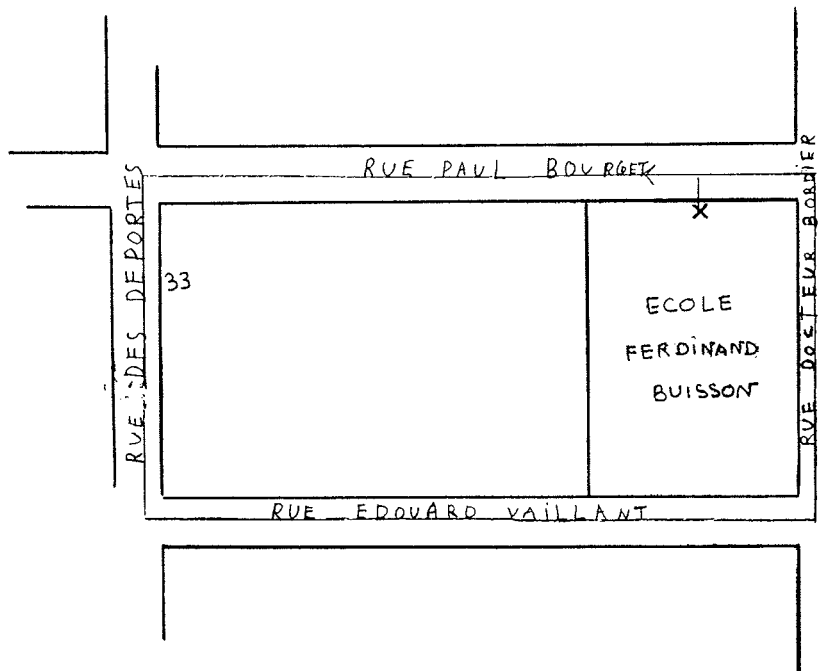 RUE PAUL BOURGET
RUE DES DEPORTES
33
ECOLE
FERDINAND
BUISSON
RUE DOCTEUR BORDIER
RUE EDOUARD VAILLANT